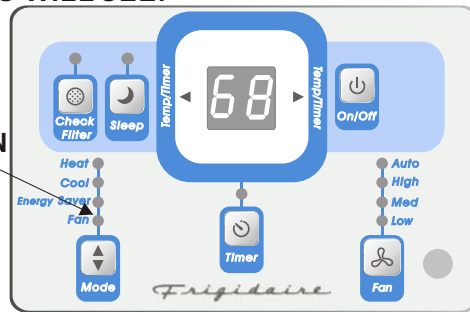 Temp/Timer
68
Temp/Timer
Check
Filter
Sleep
On/Off
N
Heat
Cool
Energy Saver
Fan
Auto
High
Med
Low
Mode
Timer
Fan
Frigidaire